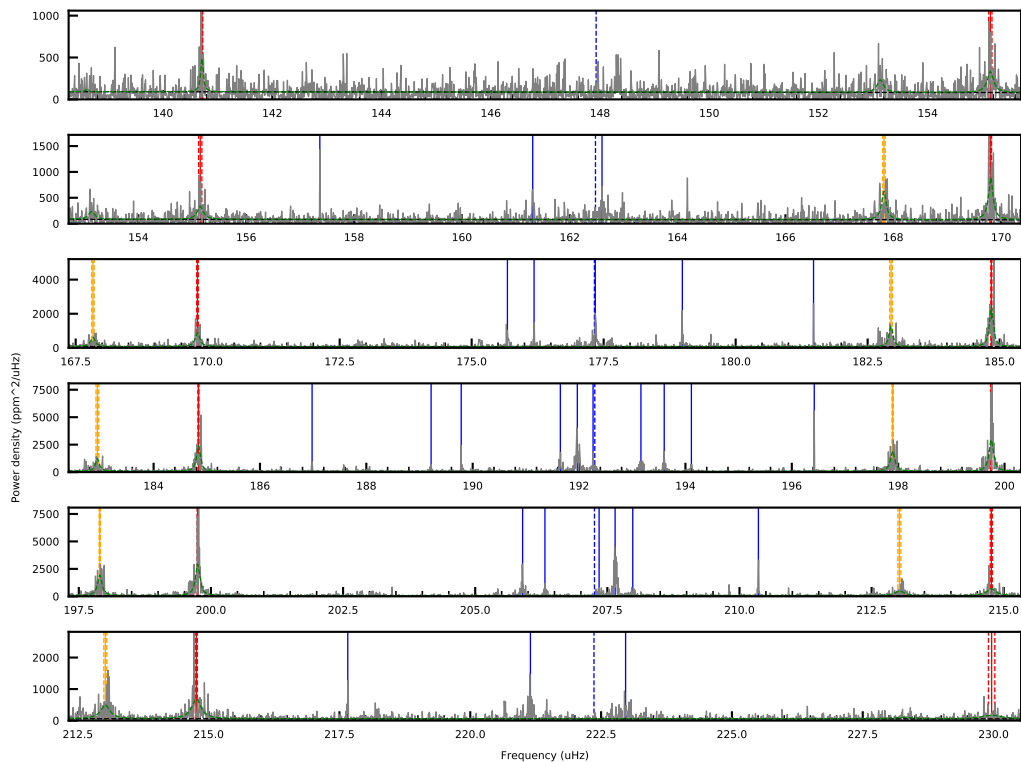 1000
500
0
140 142 144 146 148 150 152 154
1500
1000
500
0
154 156 158 160 162 164 166 168 170
4000
2000
0
167.5 170.0 172.5 175.0 177.5 180.0 182.5 185.0
Power density (ppm^2/uHz)
7500
5000
2500
0
184 186 188 190 192 194 196 198 200
7500
5000
2500
0
197.5 200.0 202.5 205.0 207.5 210.0 212.5 215.0
2000
1000
0
212.5 215.0 217.5 220.0 222.5 225.0 227.5 230.0
Frequency (uHz)